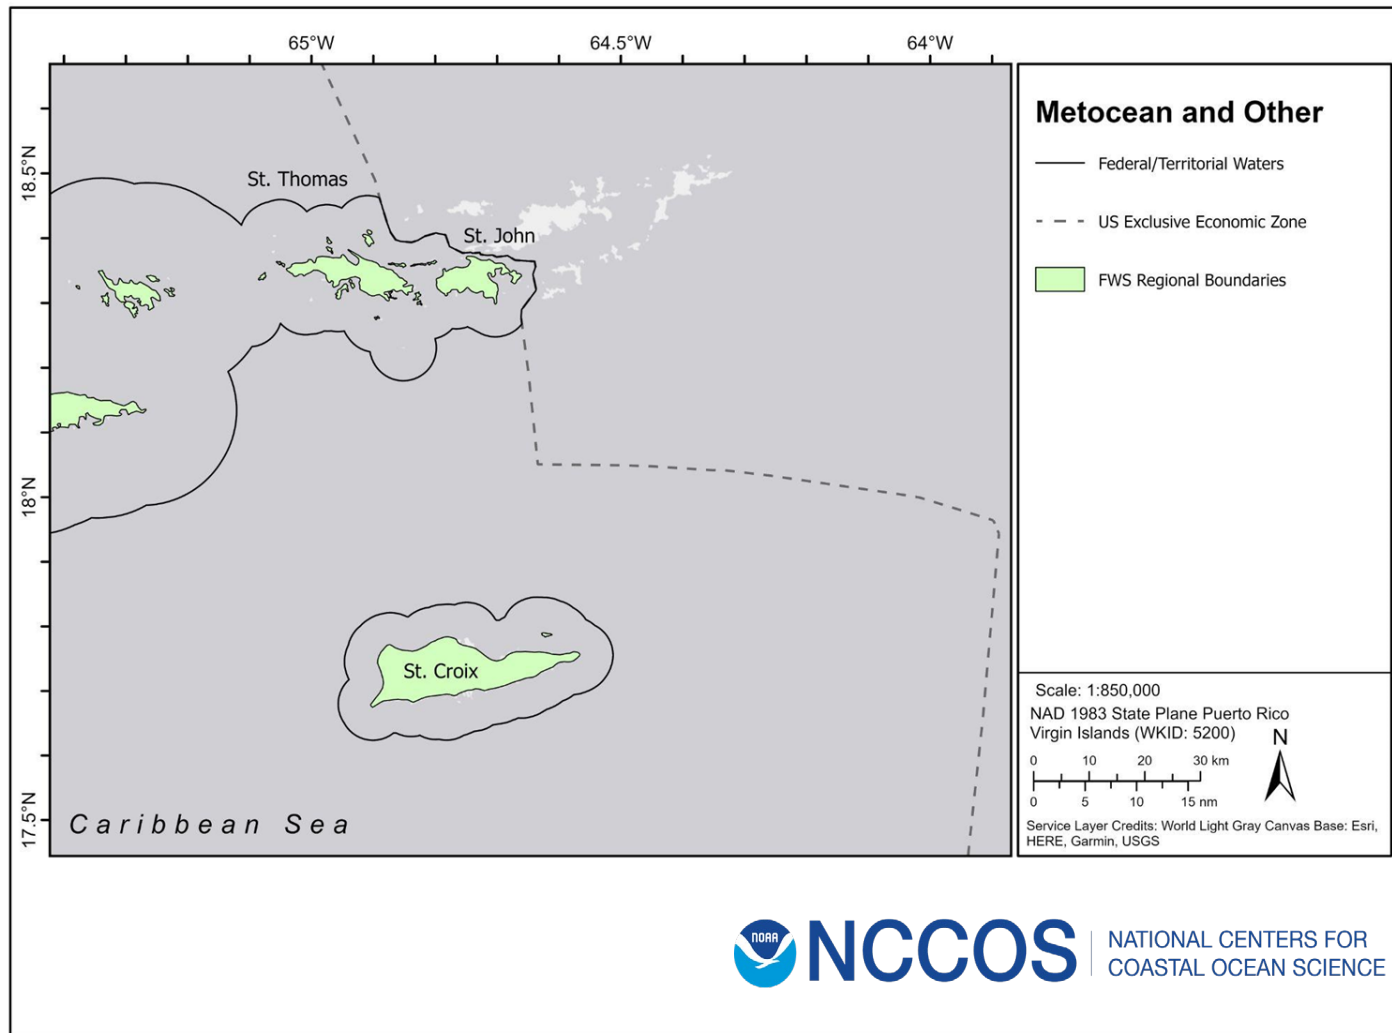 65°W
64.5°W
64°W
18.5°N
18°N
17.5°N
St. Thomas
St. John
St. Croix
Caribbean Sea
Metocean and Other
Federal/Territorial Waters
US Exclusive Economic Zone
FWS Regional Boundaries
Scale: 1:850,000
NAD 1983 State Plane Puerto Rico
Virgin Islands (WKID: 5200)
N
0 10 20 30 km
0 5 10 15 nm
Service Layer Credits: World Light Gray Canvas Base: Esri,
HERE, Garmin, USGS
NOAA
NCCOS
NATIONAL CENTERS FOR
COASTAL OCEAN SCIENCE